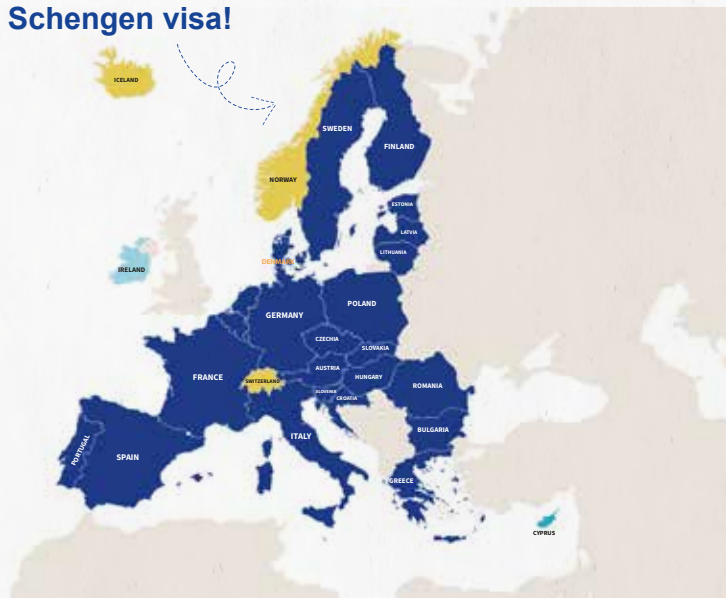 Schengen visa!
ICELAND
SWEDEN
FINLAND
NORWAY
ESTONIA
LATVIA
LITHUANIA
DENMARK
IRELAND
POLAND
GERMANY
CZECHIA
SLOVAKIA
AUSTRIA
HUNGARY
FRANCE
SWITZERLAND
ROMANIA
SLOVENIA
CROATIA
BULGARIA
ITALY
PORTUGAL
SPAIN
GREECE
CYPRUS